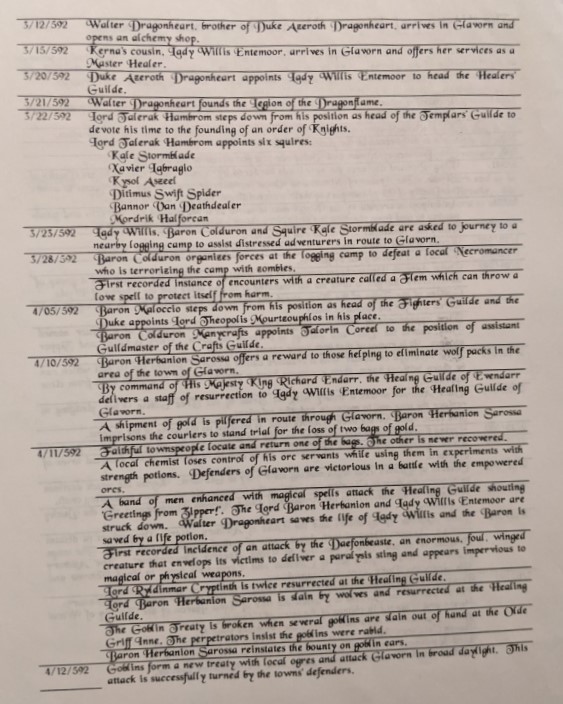 3/12/592 Walter Dragonheart, brother of Duke Azeroth Dragonheart, arrives in Glavorn and
opens an alchemy shop.
3/15/592 Kerna's cousin, Lady Willis Entemoor, arrives in Glavorn and offers her services as a
Master Healer.
3/20/592 Duke Azeroth Dragonheart appoints Lady Willis Entemoor to head the Healers'
Guilde.
3/21/592 Walter Dragonheart founds the Legion of the Dragonflame.
3/22/592 Lord Talerak Hambrom steps down from his position as head of the Templars' Guilde to
devote his time to the founding of an order of Knights.
Lord Talerak Hambrom appoints six squires:
Kale Stormblade
Xavier Labragio
Kysol Aszeel
Ditimus Swift Spider
Bannor Van Deathdealer
Mordrik Halforcan
3/23/592 Lady Willis, Baron Colduron and Squire Kale Stormblade are asked to journey to a
nearby logging camp to assist distressed adventurers in route to Glavorn.
3/28/592 Baron Colduron organizes forces at the logging camp to defeat a local Necromancer
who is terrorizing the camp with zombies.
First recorded instance of encounters with a creature called a Flem which can throw a
love spell to protect itself from harm.
4/05/592 Baron Maloccio steps down from his position as head of the Fighters' Guilde and the
Duke appoints Lord Theopolis Mourteouphlos in his place.
Baron Colduron Manycrafts appoints Talorin Coreel to the position of assistant
Guildmaster of the Crafts Guilde.
4/10/592 Baron Herbanion Sarossa offers a reward to those helping to eliminate wolf packs in the
area of the town of Glavorn.
By command of His Majesty King Richard Endarr, the Healing Guilde of Evendarr
delivers a staff of resurrection to Lady Willis Entemoor for the Healing Guilde of
Glavorn.
A shipment of gold is pilfered in route through Glavorn. Baron Herbanion Sarossa
imprisons the couriers to stand trial for the loss of two bags of gold.
4/11/592 Faithful townspeople locate and return one of the bags. The other is never recovered.
A local chemist loses control of his orc servants while using them in experiments with
strength potions. Defenders of Glavorn are victorious in a battle with the empowered
orcs.
A band of men enhanced with magical spells attack the Healing Guilde shouting
'Greetings from Zipper!'. The Lord Baron Herbanion and Lady Willis Entemoor are
struck down. Walter Dragonheart saves the life of Lady Willis and the Baron is
saved by a life potion.
First recorded incidence of an attack by the Daefonbeaste, an enormous, foul, winged
creature that envelops its victims to deliver a paralysis sting and appears impervious to
magical or physical weapons.
Lord Ryldinmar Cryptinth is twice resurrected at the Healing Guilde.
Lord Baron Herbanion Sarossa is slain by wolves and resurrected at the Healing
Guilde.
The Goblin Treaty is broken when several goblins are slain out of hand at the Olde
Griff Inne. The perpetrators insist the goblins were rabid.
Baron Herbanion Sarossa reinstates the bounty on goblin ears.
4/12/592 Goblins form a new treaty with local ogres and attack Glavorn in broad daylight. This
attack is successfully turned by the towns' defenders.